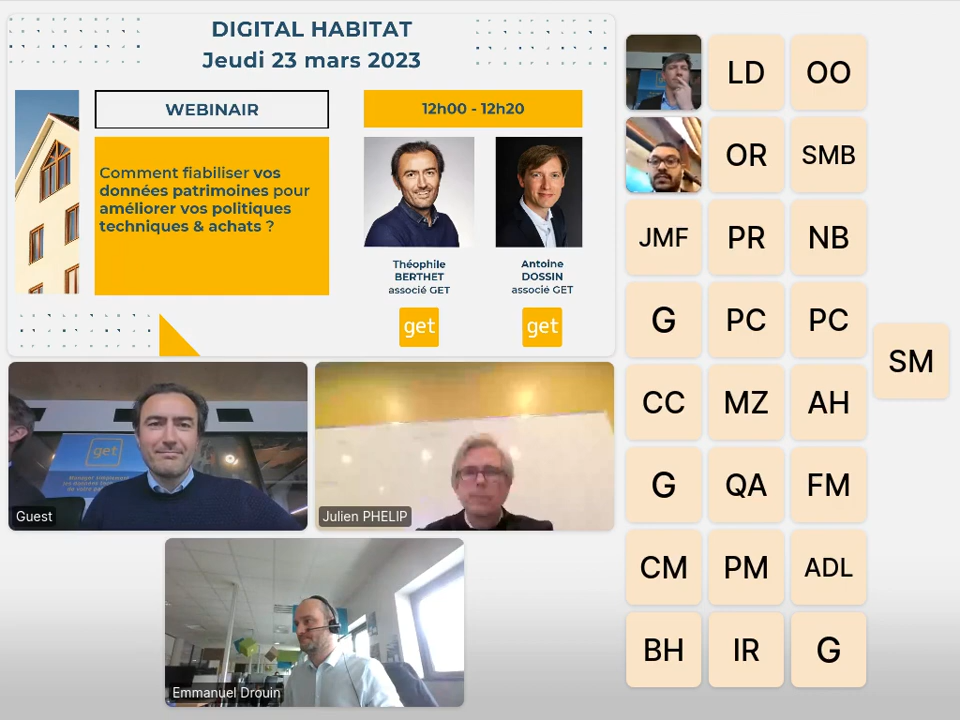 DIGITAL HABITAT
Jeudi 23 mars 2023
WEBINAIR
12h00 - 12h20
Comment fiabiliser vos
données patrimoines pour
améliorer vos politiques
techniques & achats ?
Théophile
BERTHET
associé GET
Antoine
DOSSIN
associé GET
get
get
get
Guest
Julien PHELIP
Emmanuel Drouin
LD
OO
OR
SMB
JMF
PR
NB
G
PC
PC
SM
CC
MZ
AH
G
QA
FM
CM
PM
ADL
BH
IR
G